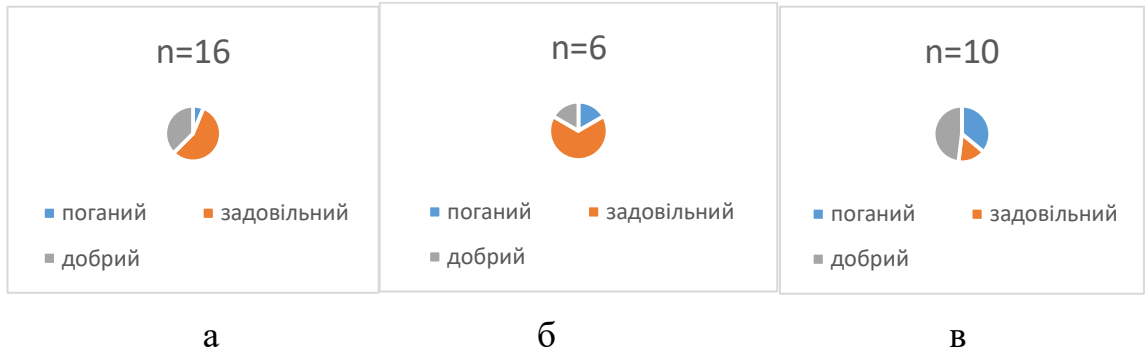 n=16
поганий
задовільний
добрий
n=6
поганий
задовільний
добрий
n=10
поганий
задовільний
добрий
а
б
в